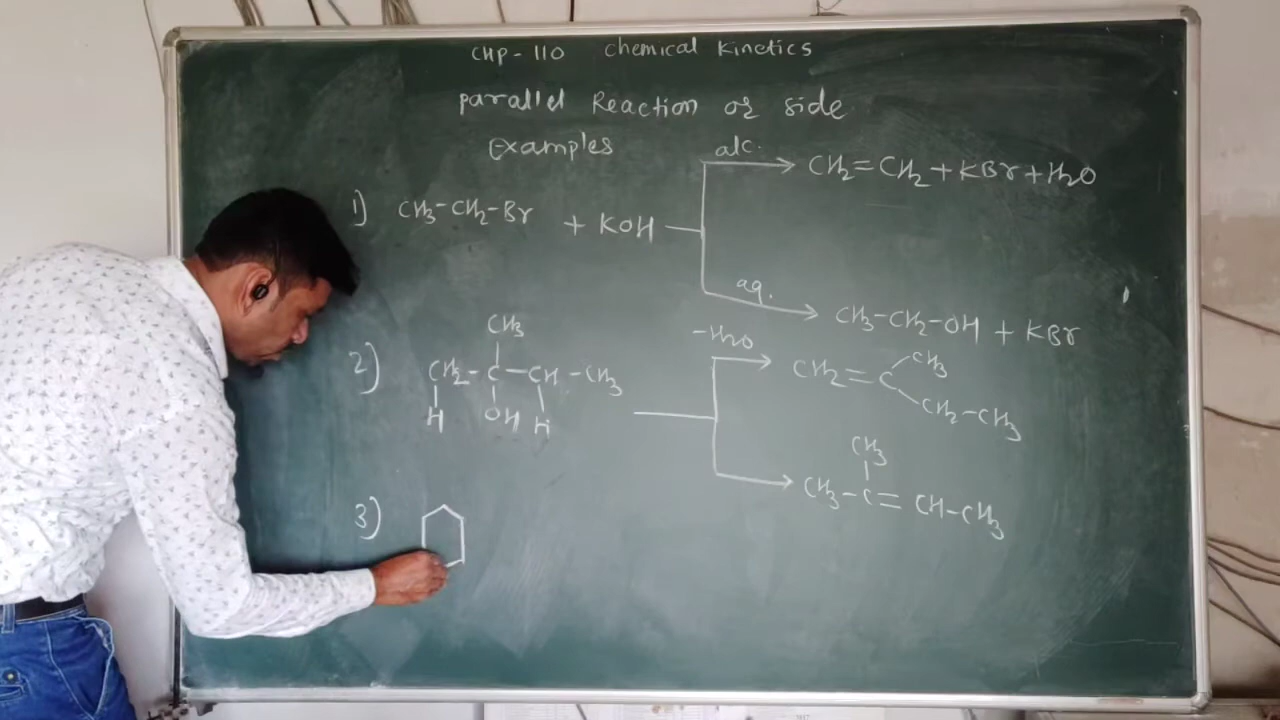 CHP-110 Chemical Kinetics
parallel Reaction or side
Examples
alc.
CH2=CH2+KBr+H2O
1) CH3-CH2-Br + KOH
aq.
CH3-CH2-OH + KBr
CH3
2) CH2-C-CH-CH3
H OH H
-H2O
CH3
CH2=C
CH2-CH3
CH3
CH3-C=CH-CH3
3)